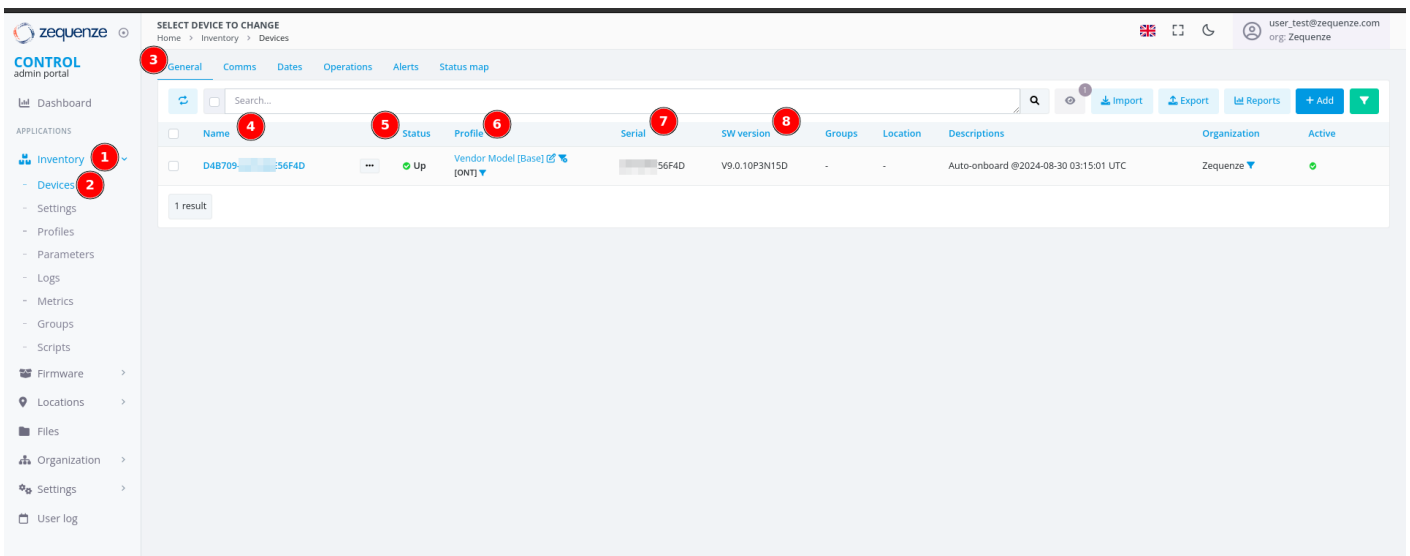 zequenze
CONTROL
admin portal
Dashboard
APPLICATIONS
Inventory 1
Devices 2
Settings
Profiles
Parameters
Logs
Metrics
Groups
Scripts
Firmware
Locations
Files
Organization
Settings
User log
SELECT DEVICE TO CHANGE
Home > Inventory > Devices
user_test@zequenze.com
org: Zequenze
3
General Comms Dates Operations Alerts Status map
Search... 1 Import Export Reports + Add
Name 4 5 Status Profile 6 Serial 7 SW version 8 Groups Location Descriptions Organization Active
D4B709- E56F4D ••• Up Vendor Model [Base] 56F4D V9.0.10P3N15D - - Auto-onboard @2024-08-30 03:15:01 UTC Zequenze
[ONT]
1 result